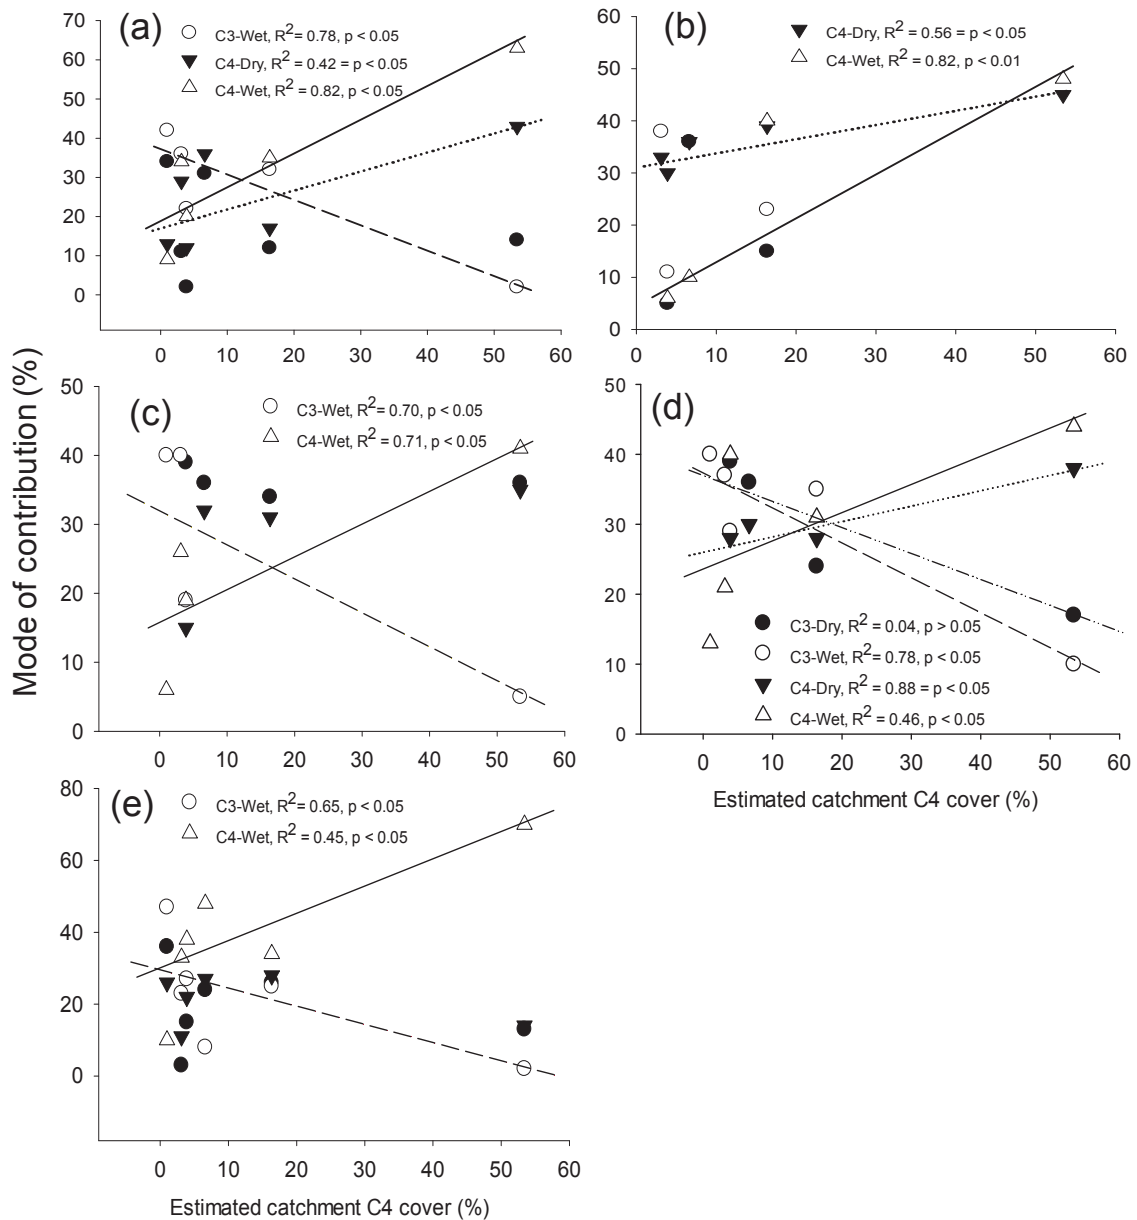 (a)
C3-Wet, R² = 0.78, p < 0.05
C4-Dry, R² = 0.42 = p < 0.05
C4-Wet, R² = 0.82, p < 0.05
70
60
50
40
30
20
10
0
0 10 20 30 40 50 60
(b)
C4-Dry, R² = 0.56 = p < 0.05
C4-Wet, R² = 0.82, p < 0.01
60
50
40
30
20
10
0
0 10 20 30 40 50 60
Mode of contribution (%)
(c)
C3-Wet, R² = 0.70, p < 0.05
C4-Wet, R² = 0.71, p < 0.05
50
40
30
20
10
0
0 10 20 30 40 50 60
(d)
50
40
30
20
10
0
C3-Dry, R² = 0.04, p > 0.05
C3-Wet, R² = 0.78, p < 0.05
C4-Dry, R² = 0.88 = p < 0.05
C4-Wet, R² = 0.46, p < 0.05
0 10 20 30 40 50 60
Estimated catchment C4 cover (%)
(e)
C3-Wet, R² = 0.65, p < 0.05
C4-Wet, R² = 0.45, p < 0.05
80
60
40
20
0
0 10 20 30 40 50 60
Estimated catchment C4 cover (%)